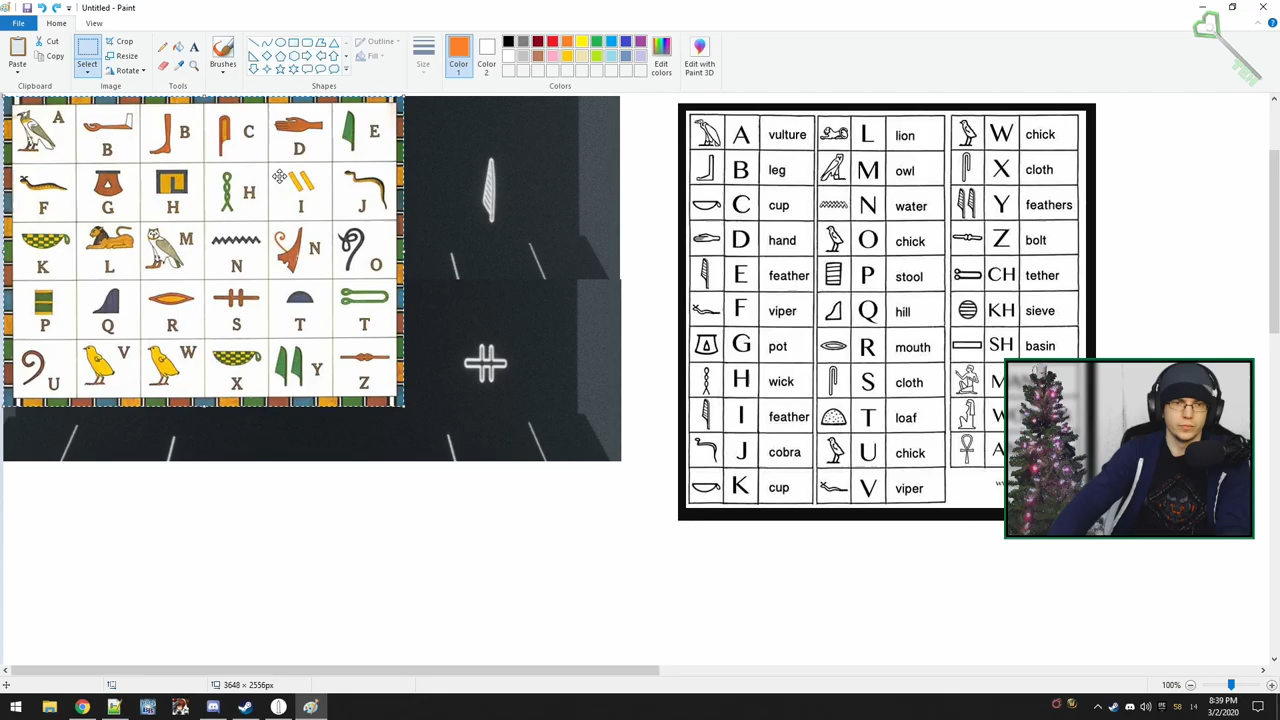 Untitled - Paint
File
Home
View
Paste
Cut
Copy
Select
Crop
Resize
Rotate
Brushes
Outline
Fill
Size
Color 1
Color 2
Edit colors
Edit with Paint 3D
Clipboard
Image
Tools
Shapes
Colors
A
B
B
C
D
E
F
G
H
H
I
J
K
L
M
N
N
O
P
Q
R
S
T
T
U
V
W
X
Y
Z
A vulture
B leg
C cup
D hand
E feather
F viper
G pot
H wick
I feather
J cobra
K cup
L lion
M owl
N water
O chick
P stool
Q hill
R mouth
S cloth
T loaf
U chick
V viper
W chick
X cloth
Y feathers
Z bolt
CH tether
KH sieve
SH basin
M
W
A
3648 × 2556px
100%
58
14
8:39 PM
3/2/2020